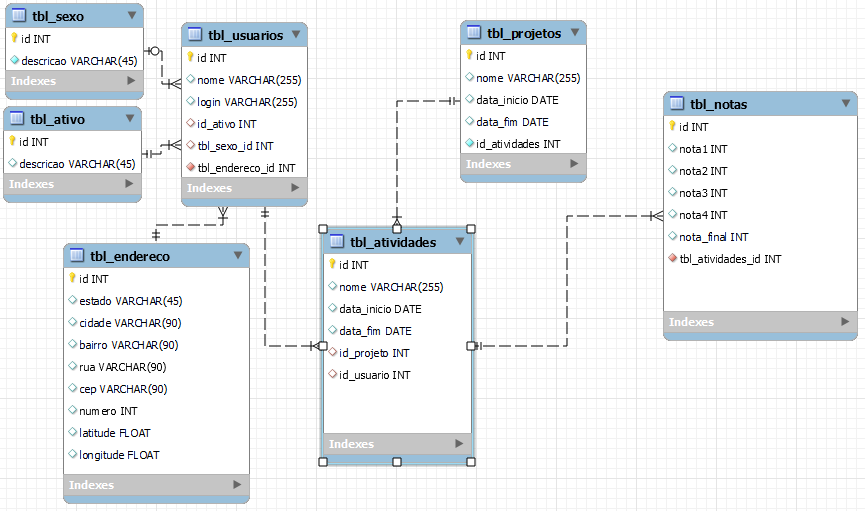 tbl_sexo
id INT
descricao VARCHAR(45)
Indexes
tbl_ativo
id INT
descricao VARCHAR(45)
Indexes
tbl_usuarios
id INT
nome VARCHAR(255)
login VARCHAR(255)
id_ativo INT
tbl_sexo_id INT
tbl_endereco_id INT
Indexes
tbl_projetos
id INT
nome VARCHAR(255)
data_inicio DATE
data_fim DATE
id_atividades INT
Indexes
tbl_notas
id INT
nota1 INT
nota2 INT
nota3 INT
nota4 INT
nota_final INT
tbl_atividades_id INT
Indexes
tbl_endereco
id INT
estado VARCHAR(45)
cidade VARCHAR(90)
bairro VARCHAR(90)
rua VARCHAR(90)
cep VARCHAR(90)
numero INT
latitude FLOAT
longitude FLOAT
Indexes
tbl_atividades
id INT
nome VARCHAR(255)
data_inicio DATE
data_fim DATE
id_projeto INT
id_usuario INT
Indexes